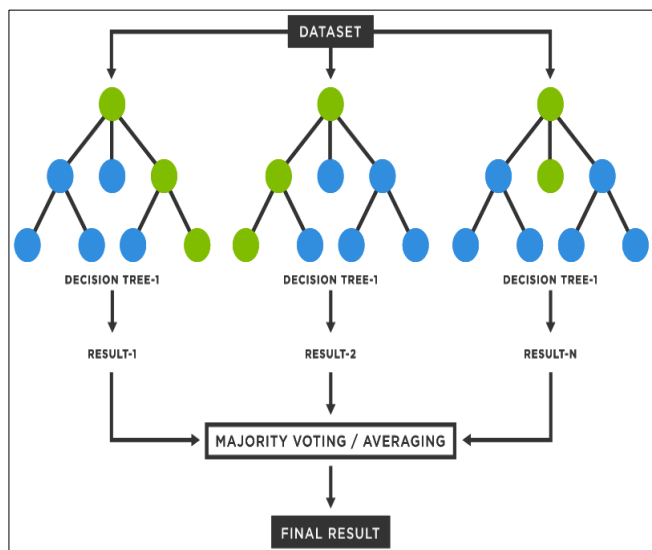 DATASET
DECISION TREE-1
DECISION TREE-1
DECISION TREE-1
RESULT-1
RESULT-2
RESULT-N
MAJORITY VOTING / AVERAGING
FINAL RESULT